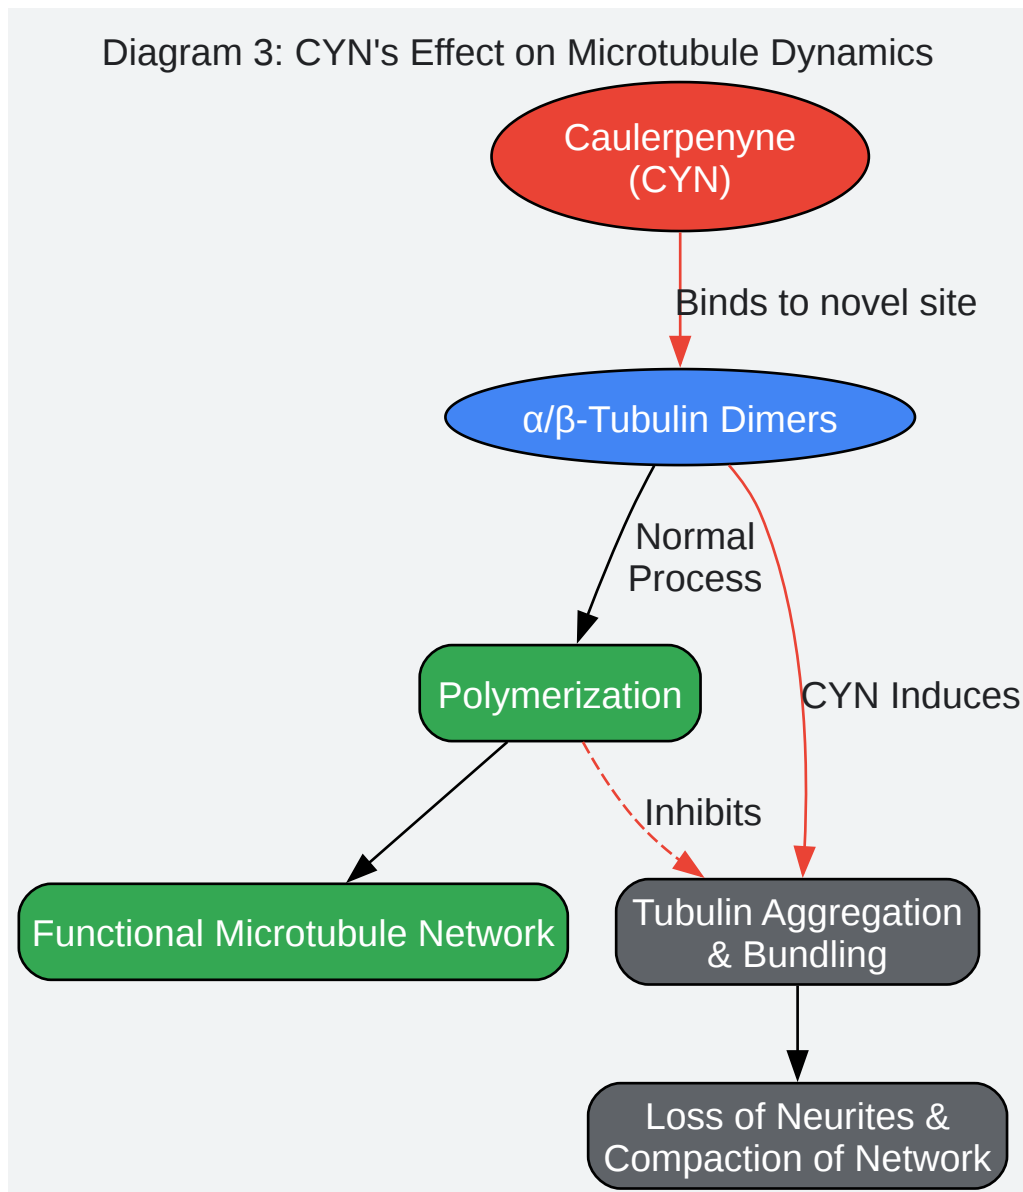 Diagram 3: CYN's Effect on Microtubule Dynamics
Caulerpenyne
(CYN)
Binds to novel site
α/β-Tubulin Dimers
Normal
Process
Polymerization
CYN Induces
Inhibits
Functional Microtubule Network
Tubulin Aggregation
& Bundling
Loss of Neurites &
Compaction of Network